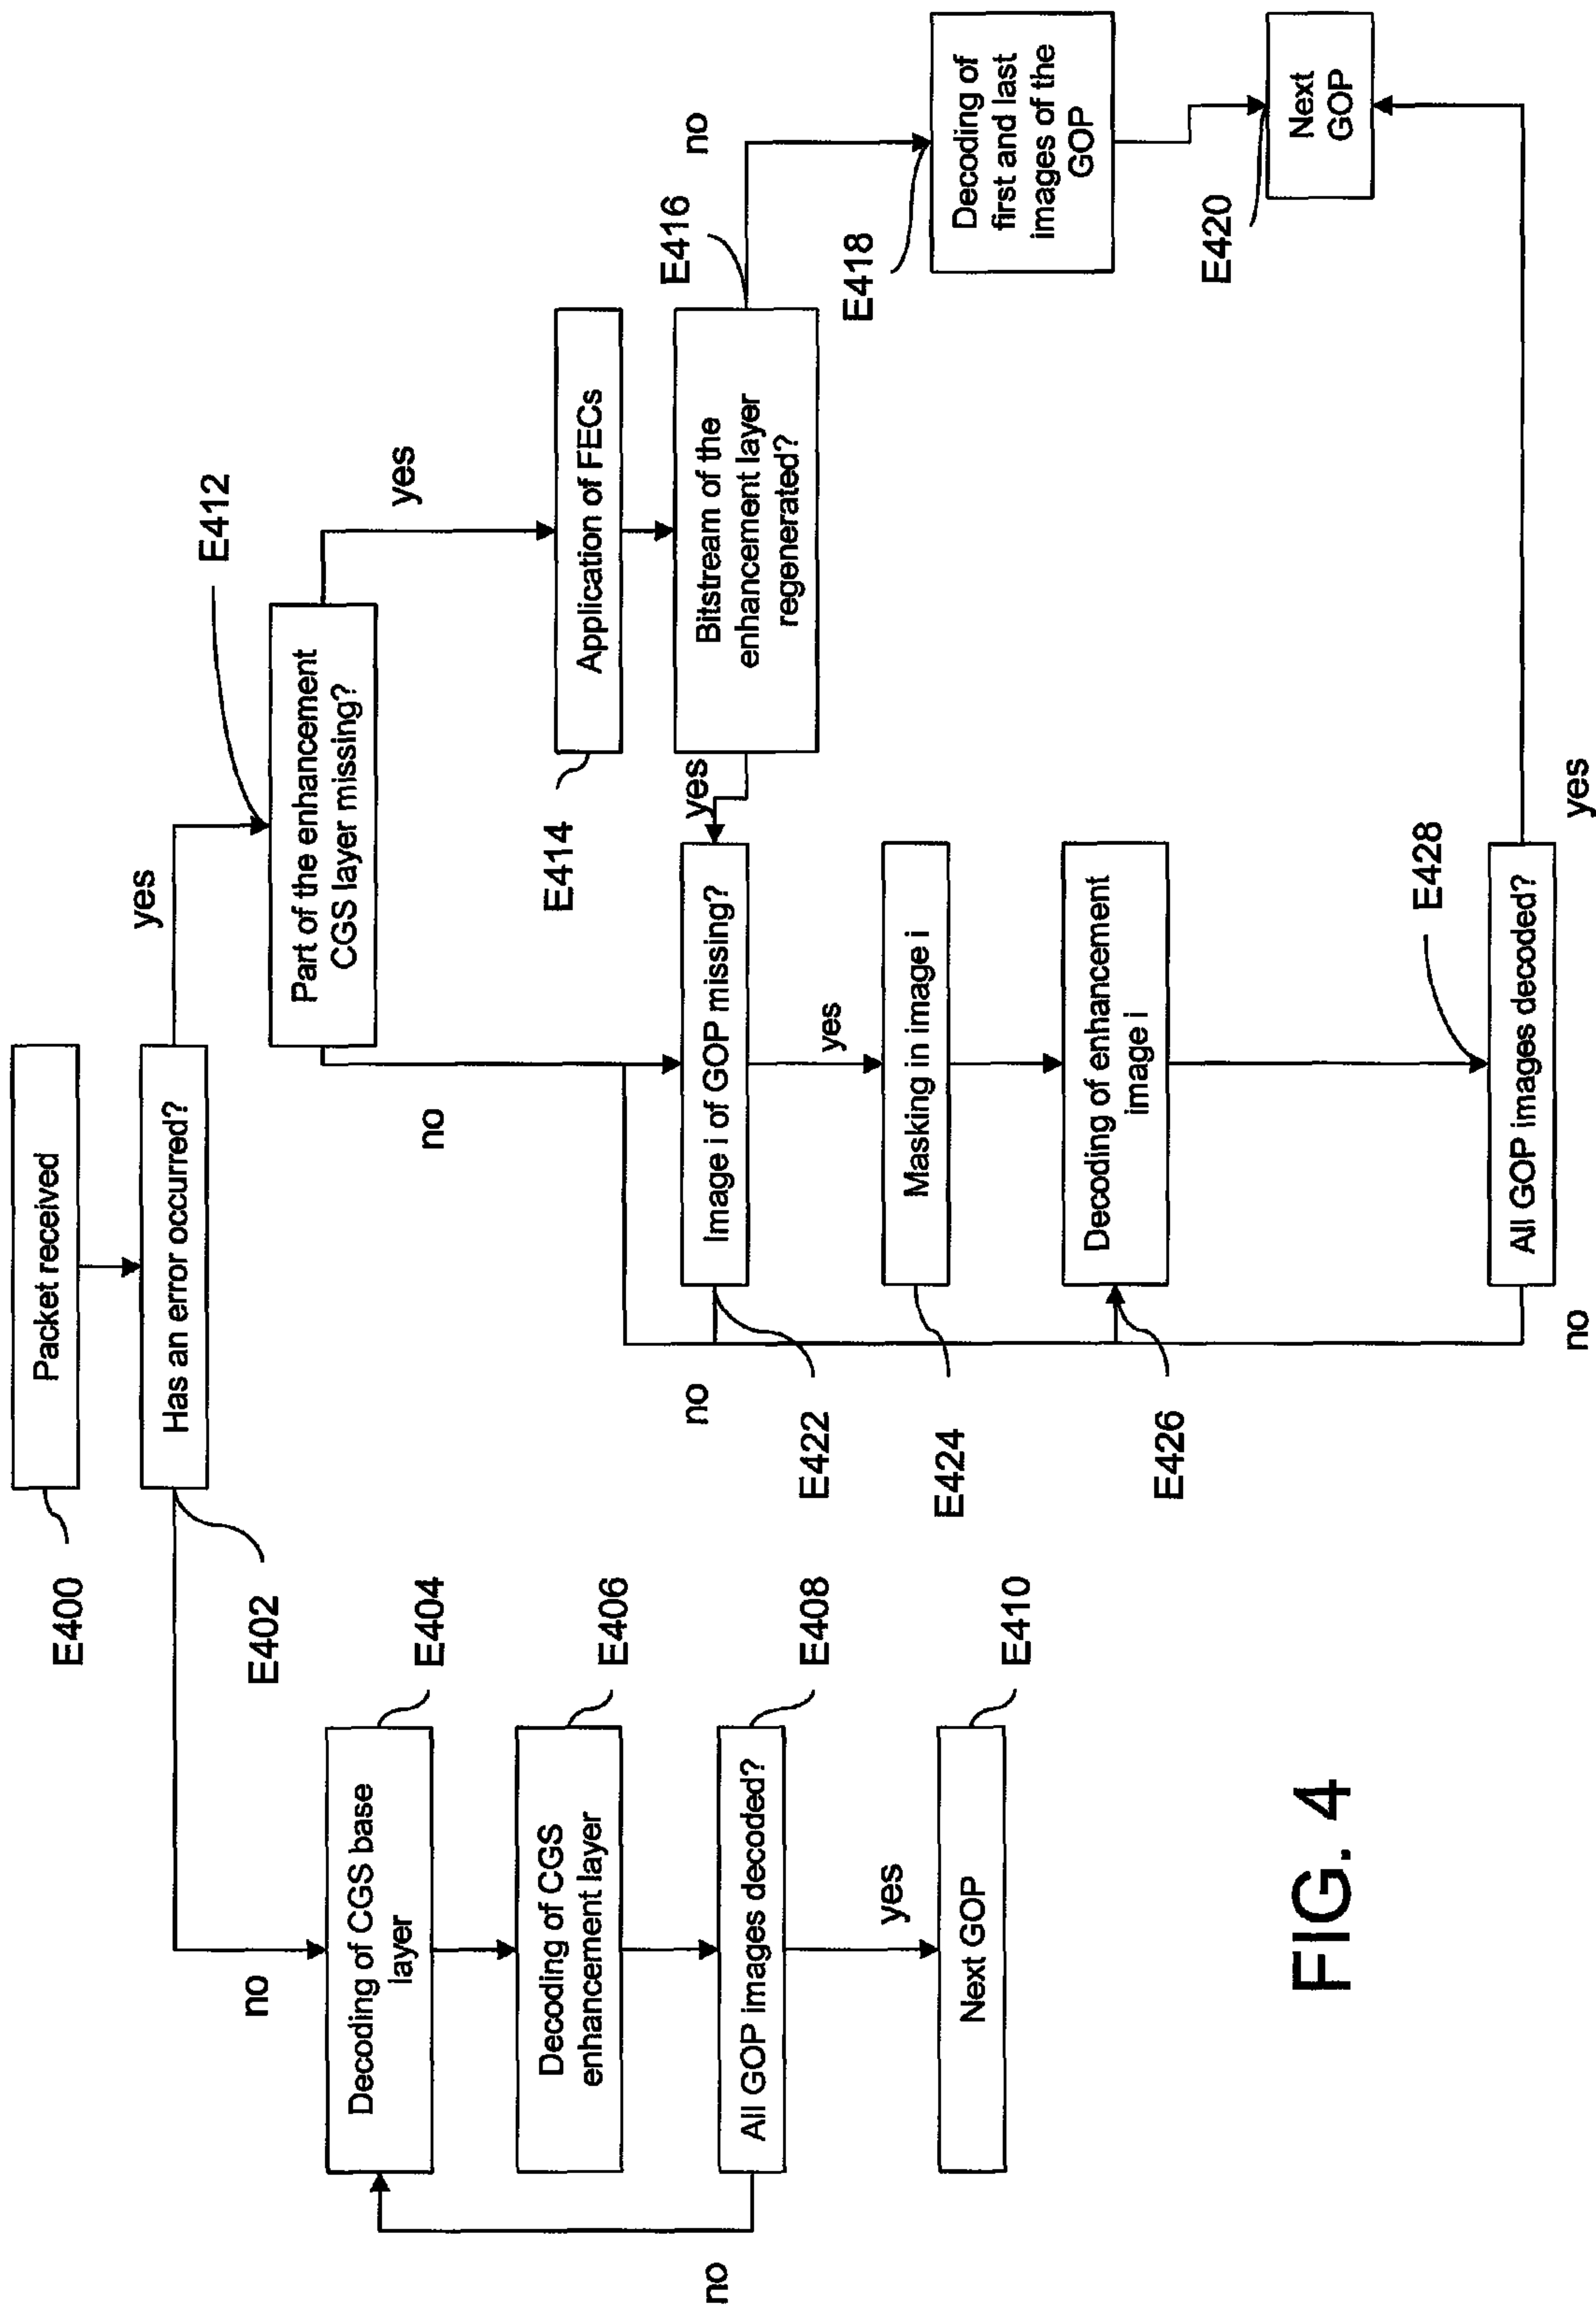 Packet received
E400
Has an error occurred?
E402
yes
no
E412
Part of the enhancement
CGS layer missing?
yes
no
Decoding of CGS base
layer
E404
Decoding of CGS
enhancement layer
E406
All GOP images decoded?
E408
no
yes
Next GOP
E410
Application of FECs
E414
Bitstream of the
enhancement layer
regenerated?
E416
no
yes
Decoding of
first and last
images of the
GOP
E418
Next
GOP
E420
Image i of GOP missing?
no
E422
yes
Masking in image i
E424
Decoding of enhancement
image i
E426
E428
All GOP images decoded?
no
yes
FIG. 4